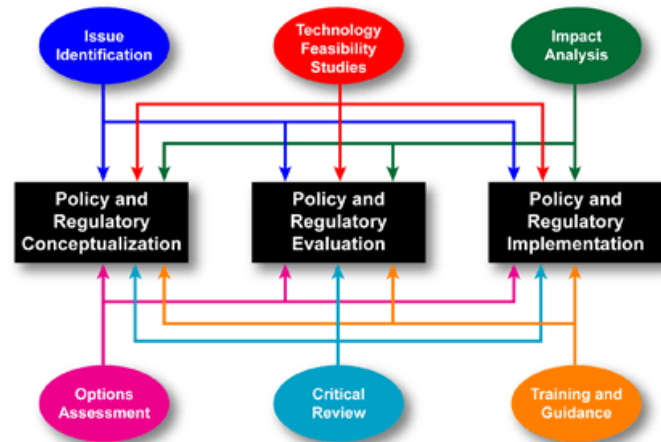 Issue
Identification
Technology
Feasibility
Studies
Impact
Analysis
Policy and
Regulatory
Conceptualization
Policy and
Regulatory
Evaluation
Policy and
Regulatory
Implementation
Options
Assessment
Critical
Review
Training and
Guidance